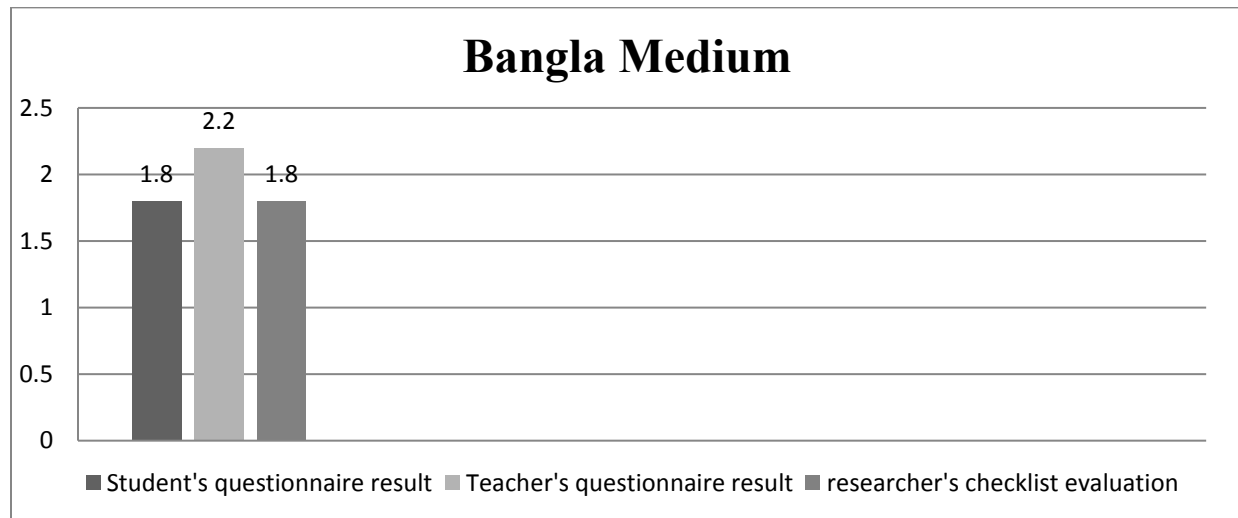 Bangla Medium
2.5
2.2
2
1.8
1.8
1.5
1
0.5
0
Student's questionnaire result
Teacher's questionnaire result
researcher's checklist evaluation